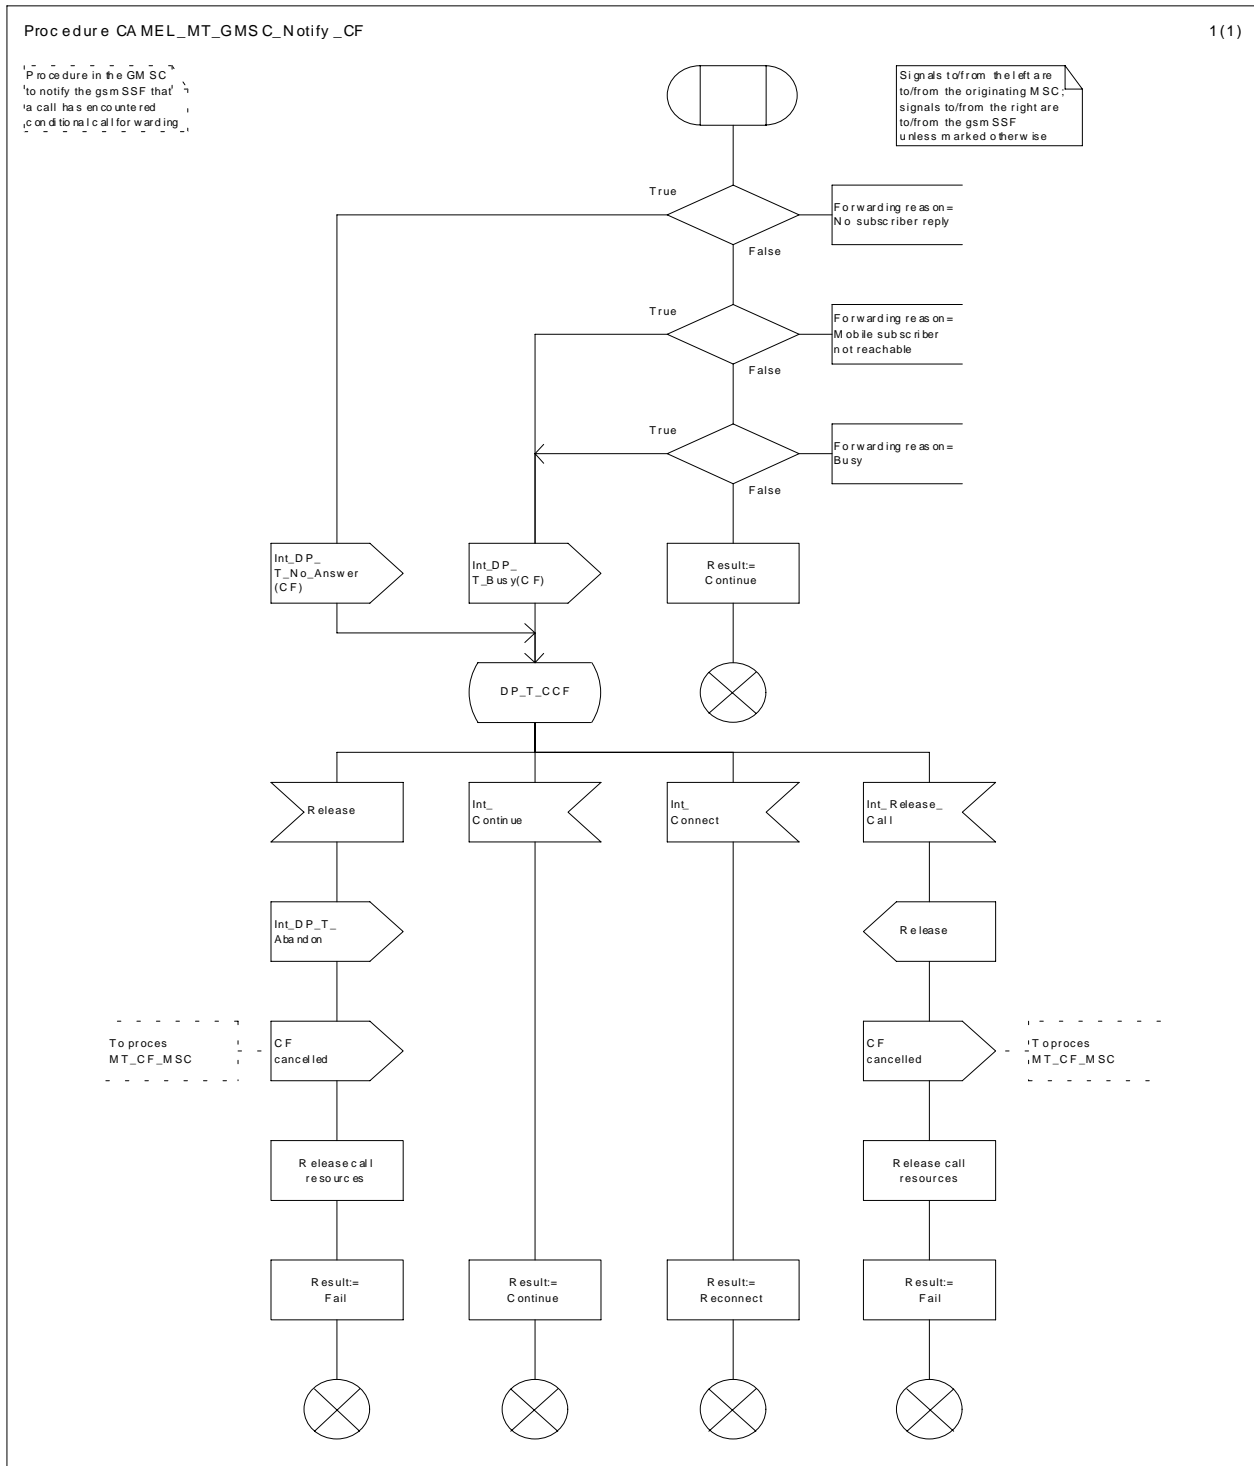 Procedure CAMEL_MT_GMSC_Notify_CF
1(1)
Procedure in the GMSC
to notify the gsmSSF that
a call has encountered
conditional call forwarding
Signals to/from the left are
to/from the originating MSC;
signals to/from the right are
to/from the gsmSSF
unless marked otherwise
True
Forwarding reason=
No subscriber reply
False
True
Forwarding reason=
Mobile subscriber
not reachable
False
True
Forwarding reason=
Busy
False
Int_DP_
T_No_Answer
(CF)
Int_DP_
T_Busy(CF)
Result:=
Continue
DP_T_CCF
Release
Int_
Continue
Int_
Connect
Int_Release_
Call
Int_DP_T_
Abandon
Release
To proces
MT_CF_MSC
CF
cancelled
CF
cancelled
To proces
MT_CF_MSC
Release call
resources
Release call
resources
Result:=
Fail
Result:=
Continue
Result:=
Reconnect
Result:=
Fail